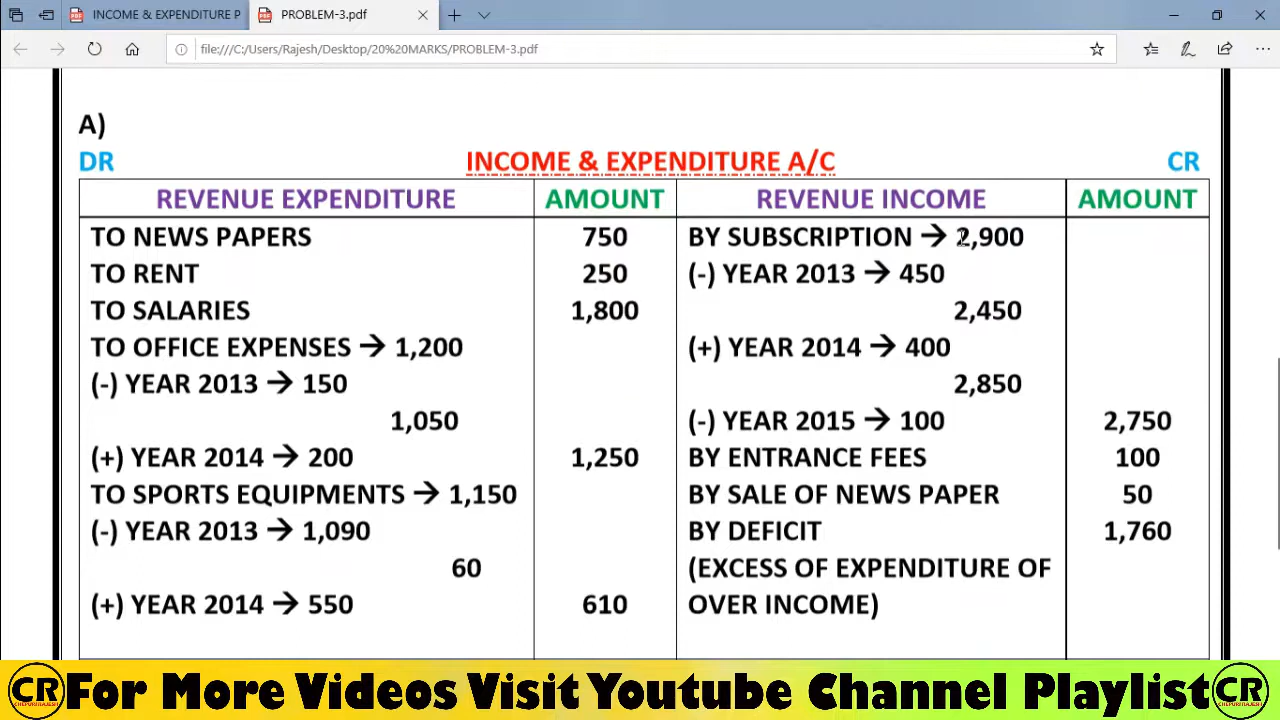 INCOME & EXPENDITURE P
PROBLEM-3.pdf
file:///C:/Users/Rajesh/Desktop/20%20MARKS/PROBLEM-3.pdf
A)
DR INCOME & EXPENDITURE A/C CR
REVENUE EXPENDITURE AMOUNT REVENUE INCOME AMOUNT
TO NEWS PAPERS 750 BY SUBSCRIPTION → 2,900
TO RENT 250 (-) YEAR 2013 → 450
TO SALARIES 1,800 2,450
TO OFFICE EXPENSES → 1,200 (+) YEAR 2014 → 400
(-) YEAR 2013 → 150 2,850
1,050 (-) YEAR 2015 → 100 2,750
(+) YEAR 2014 → 200 1,250 BY ENTRANCE FEES 100
TO SPORTS EQUIPMENTS → 1,150 BY SALE OF NEWS PAPER 50
(-) YEAR 2013 → 1,090 BY DEFICIT 1,760
60 (EXCESS OF EXPENDITURE OF
(+) YEAR 2014 → 550 610 OVER INCOME)
CR For More Videos Visit Youtube Channel Playlist CR